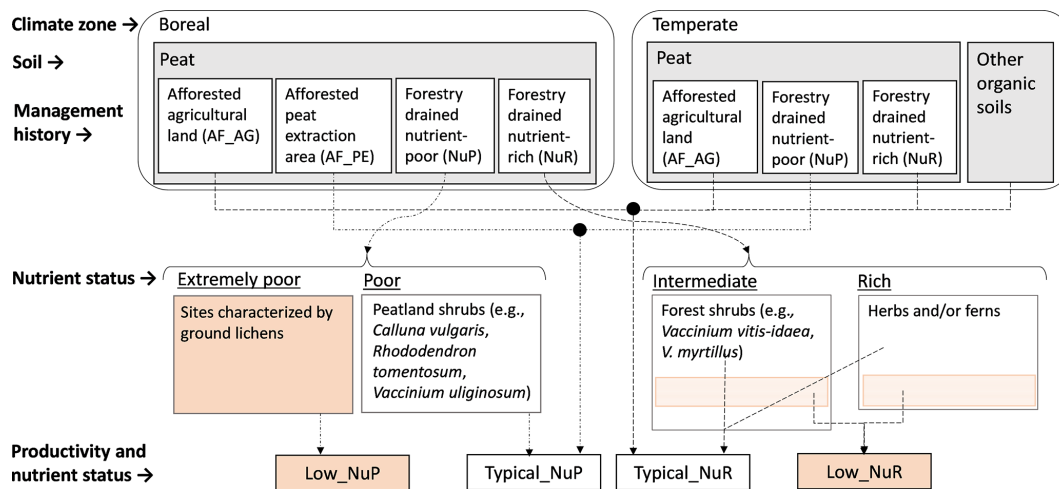 Climate zone →
Boreal
Temperate
Soil →
Peat
Peat
Other
organic
soils
Management
history →
Afforested
agricultural
land (AF_AG)
Afforested
peat
extraction
area (AF_PE)
Forestry
drained
nutrient-
poor (NuP)
Forestry
drained
nutrient-
rich (NuR)
Afforested
agricultural
land
(AF_AG)
Forestry
drained
nutrient-
poor (NuP)
Forestry
drained
nutrient-
rich (NuR)
Nutrient status →
Extremely poor
Poor
Intermediate
Rich
Sites characterized by
ground lichens
Peatland shrubs (e.g.,
Calluna vulgaris,
Rhododendron
tomentosum,
Vaccinium uliginosum)
Forest shrubs (e.g.,
Vaccinium vitis-idaea,
V. myrtillus)
Herbs and/or ferns
Productivity and
nutrient status →
Low_NuP
Typical_NuP
Typical_NuR
Low_NuR